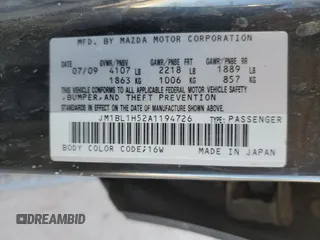 MFD. BY MAZDA MOTOR CORPORATION
GVWR/PNBV GAWR/PNBE FRT/AV GAWR/PNBE RR/AR
07/09 4107 LB 2218 LB 1889 LB
1863 KG 1006 KG 857 KG
THIS VEHICLE CONFORMS TO ALL APPLICABLE FEDERAL MOTOR VEHICLE SAFETY
, BUMPER, AND THEFT PREVENTION
STANDARDS IN EFFECT ON THE DATE OF MANUFACTURE SHOWN ABOVE.
JM1BL1H52A1194726 TYPE: PASSENGER
BODY COLOR CODE;16W MADE IN JAPAN
DREAMBID